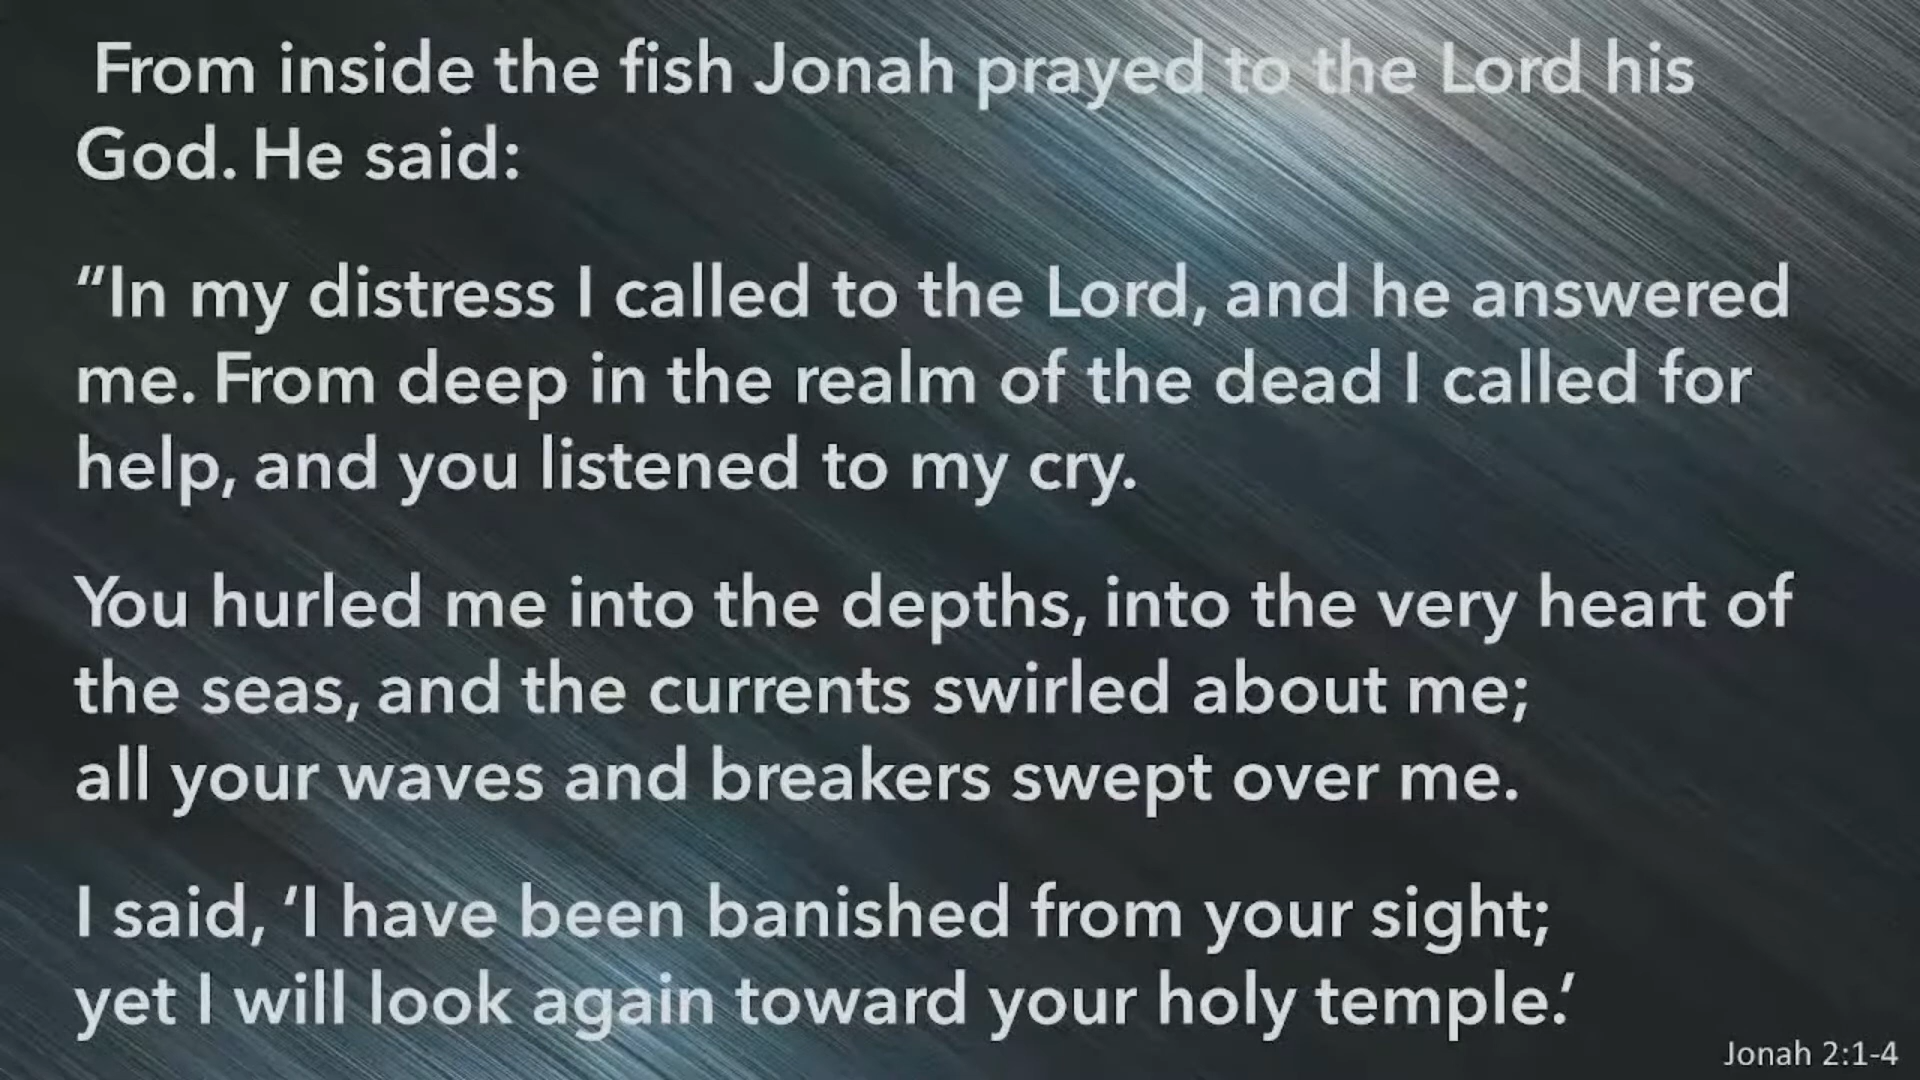 From inside the fish Jonah prayed to the Lord his
God. He said:
“In my distress I called to the Lord, and he answered
me. From deep in the realm of the dead I called for
help, and you listened to my cry.
You hurled me into the depths, into the very heart of
the seas, and the currents swirled about me;
all your waves and breakers swept over me.
I said, ‘I have been banished from your sight;
yet I will look again toward your holy temple.’
Jonah 2:1-4